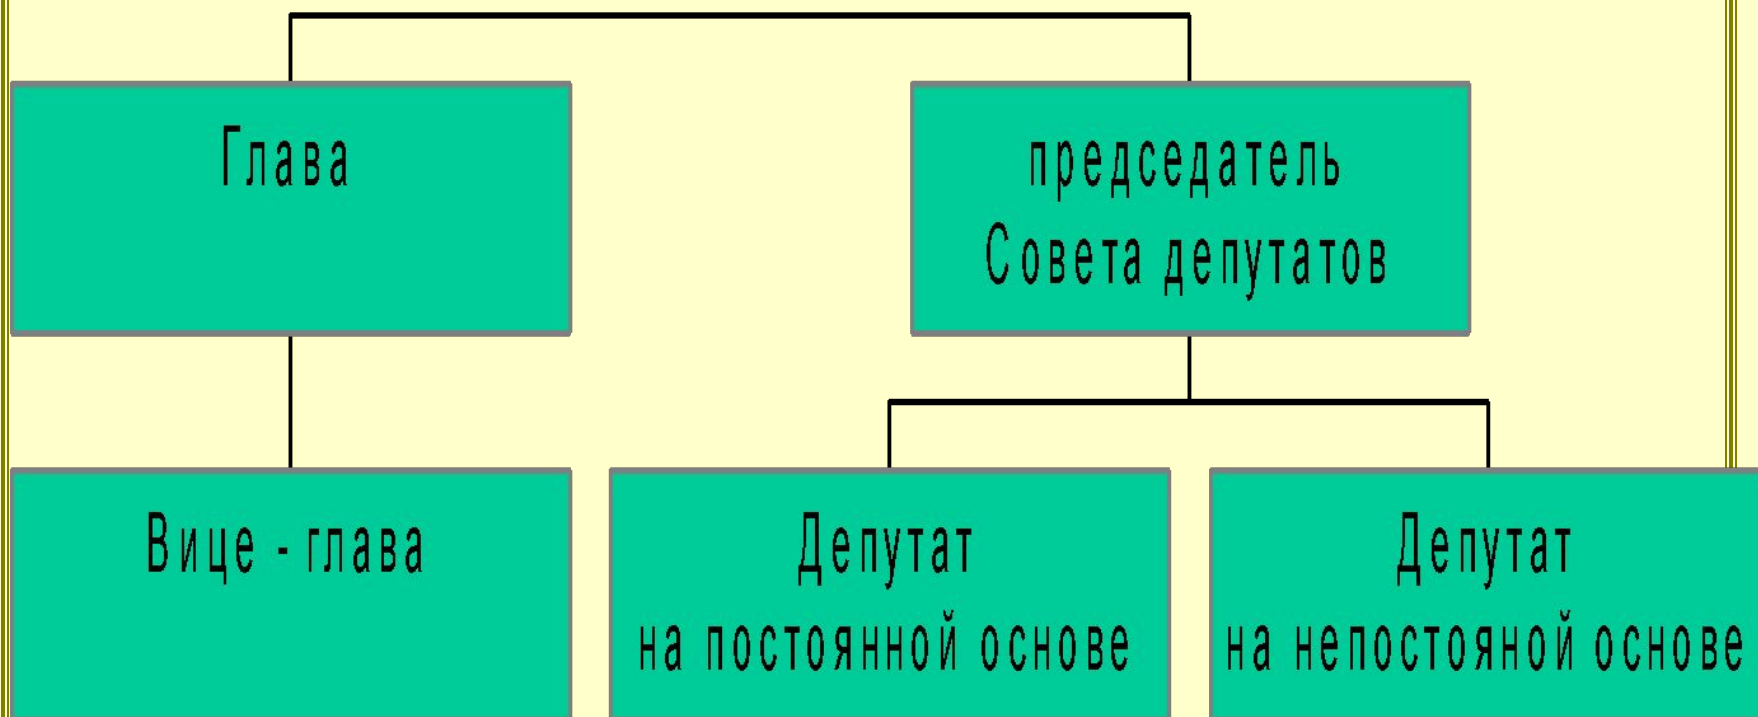 Глава
председатель
Совета депутатов
Вице - глава
Депутат
на постоянной основе
Депутат
на непостояной основе